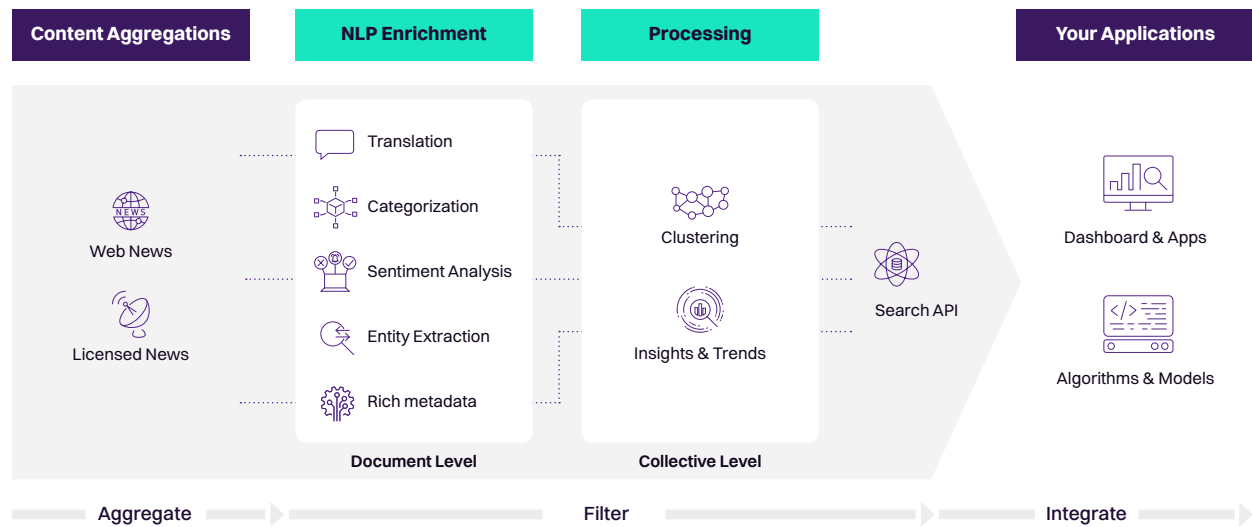 Content Aggregations
NLP Enrichment
Processing
Your Applications
NEWS
Web News
Licensed News
Translation
Categorization
Sentiment Analysis
Entity Extraction
Rich metadata
Document Level
Clustering
Insights & Trends
Collective Level
Search API
Dashboard & Apps
</>
Algorithms & Models
Aggregate
Filter
Integrate